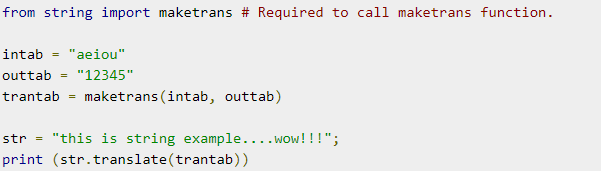 from string import maketrans # Required to call maketrans function.
intab = "aeiou"
outtab = "12345"
trantab = maketrans(intab, outtab)
str = "this is string example....wow!!!";
print (str.translate(trantab))